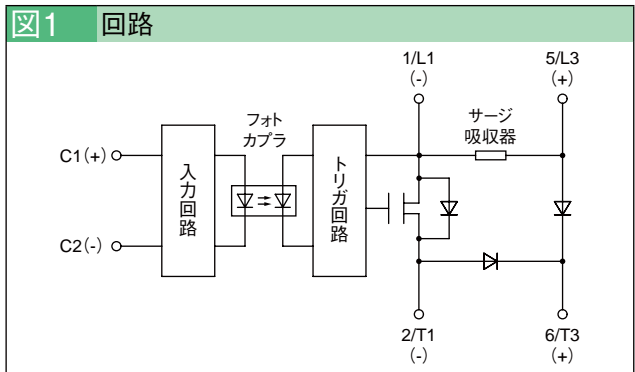 図1 回路
1/L1
(-)
5/L3
(+)
サージ
吸収器
フォト
カプラ
C1(+)
C2(-)
入力回路
トリガ回路
2/T1
(-)
6/T3
(+)